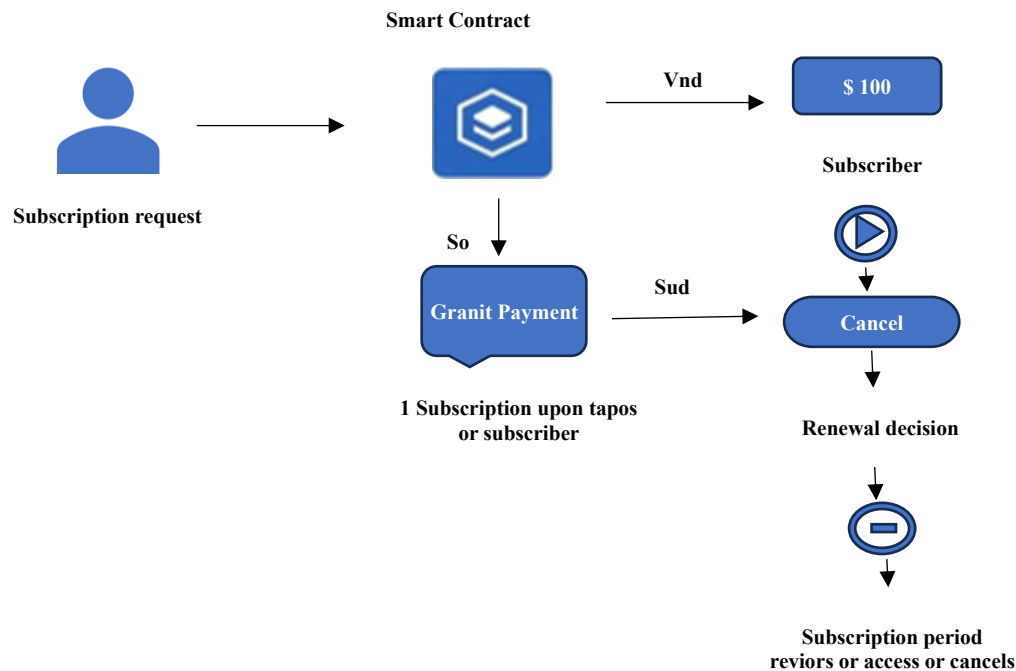 Smart Contract
Vnd
$ 100
Subscriber
Subscription request
So
Granit Payment
Sud
Cancel
1 Subscription upon tapos
or subscriber
Renewal decision
Subscription period
reviors or access or cancels